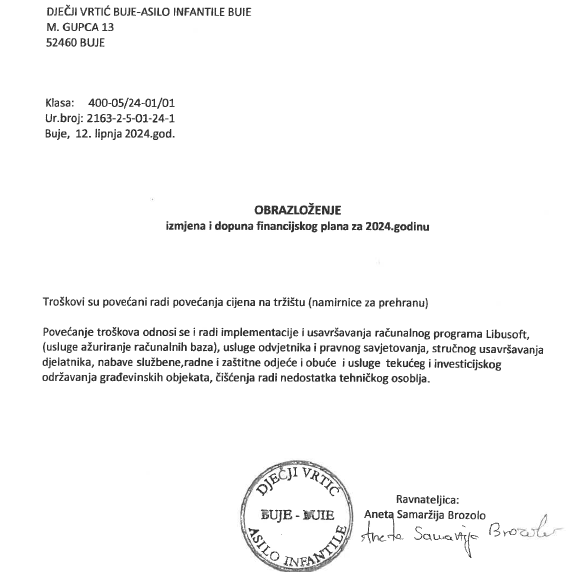 DJEČJI VRTIĆ BUJE-ASILO INFANTILE BUIE
M. GUPCA 13
52460 BUJE
Klasa: 400-05/24-01/01
Ur.broj: 2163-2-5-01-24-1
Buje, 12. lipnja 2024.god.
OBRAZLOŽENJE
izmjena i dopuna financijskog plana za 2024.godinu
Troškovi su povećani radi povećanja cijena na tržištu (namirnice za prehranu)
Povećanje troškova odnosi se i radi implementacije i usavršavanja računalnog programa Libusoft,
(usluge ažuriranje računalnih baza), usluge odvjetnika i pravnog savjetovanja, stručnog usavršavanja
djelatnika, nabave službene,radne i zaštitne odjeće i obuće i usluge tekućeg i investicijskog
održavanja građevinskih objekata, čišćenja radi nedostatka tehničkog osoblja.
DJEČJI VRTIĆ
BUJE - BUIE
ASILO INFANTILE
Ravnateljica:
Aneta Samaržija Brozolo
Aneta Samaržija Brozolo